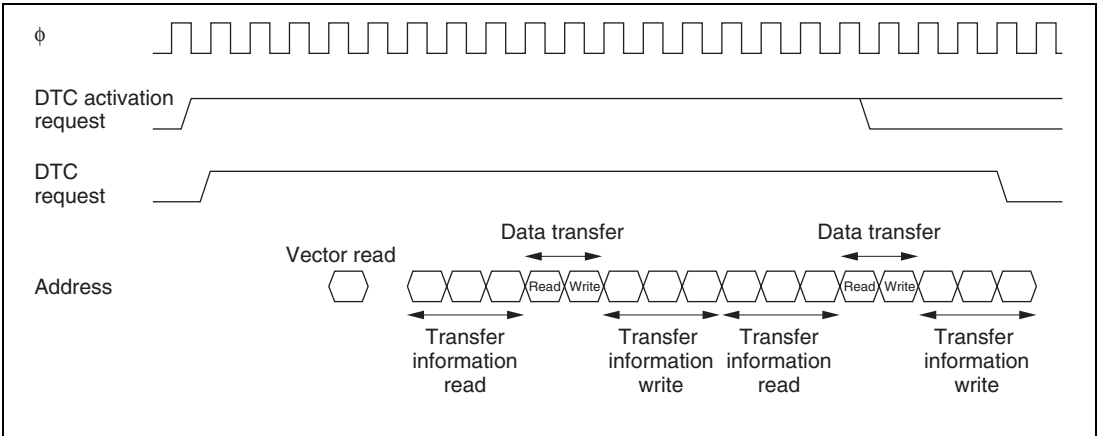 ϕ
DTC activation
request
DTC
request
Data transfer
Data transfer
Vector read
Address
Read Write
Read Write
Transfer
information
read
Transfer
information
write
Transfer
information
read
Transfer
information
write